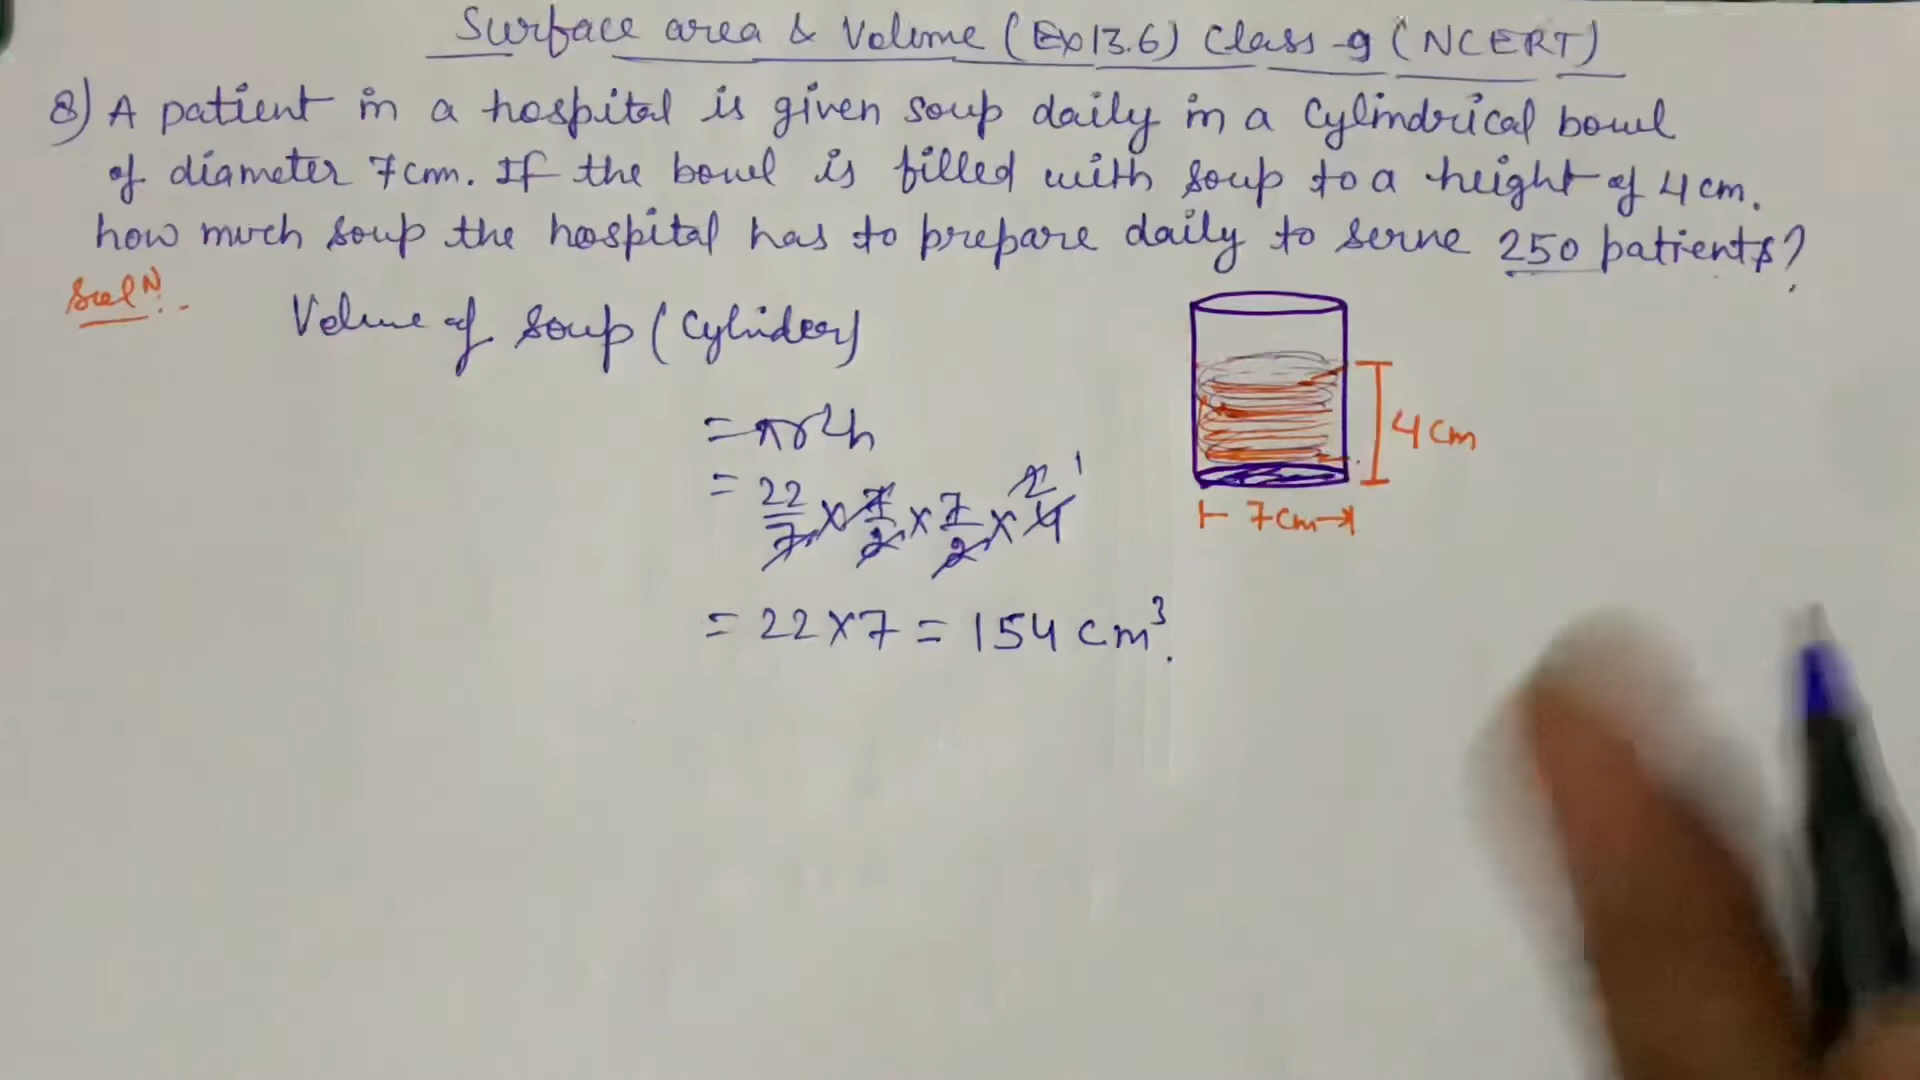 Surface area & Volume (Ex 13.6) Class-9 (NCERT)
8) A patient in a hospital is given soup daily in a cylindrical bowl
of diameter 7cm. If the bowl is filled with soup to a height of 4 cm.
how much soup the hospital has to prepare daily to serve 250 patients?
Sol N:-
Volume of soup (cylinder)
= πr²h
= 22/7 × 7/2 × 7/2 × 4 2 1
= 22×7 = 154 cm³.
4cm
7cm